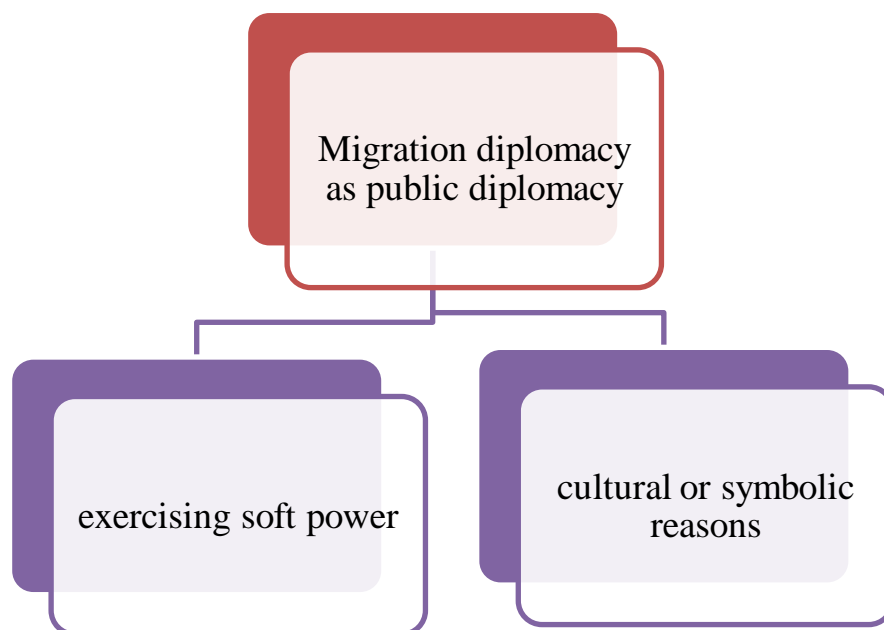 Migration diplomacy
as public diplomacy
exercising soft power
cultural or symbolic
reasons